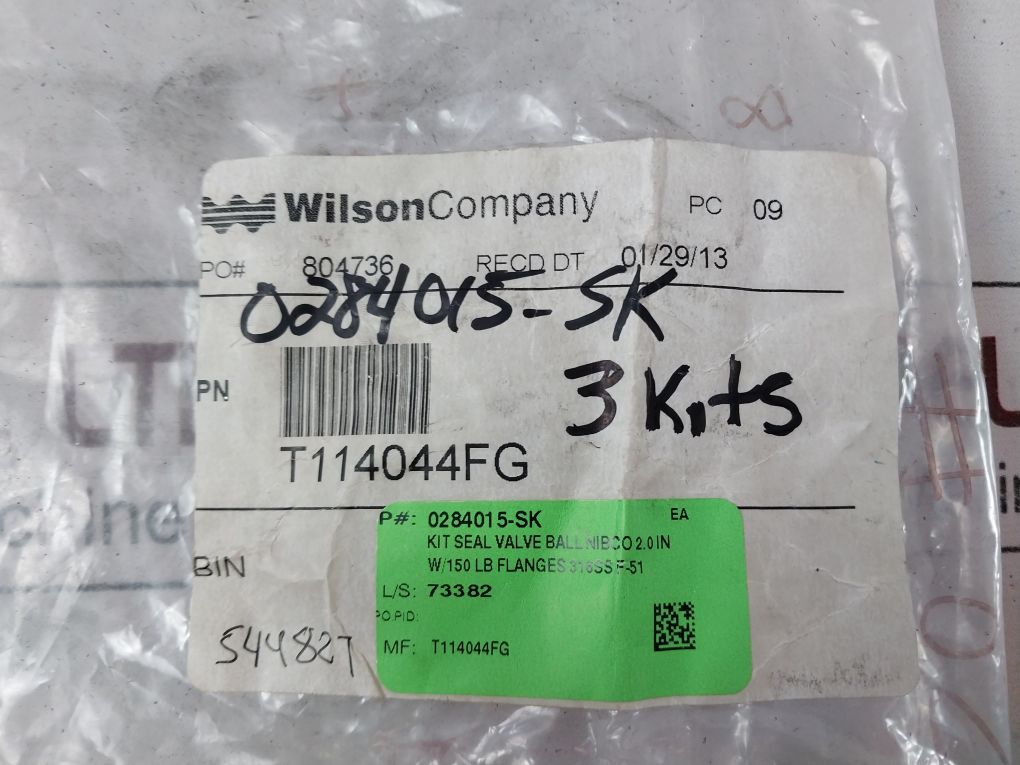 WilsonCompany PC 09
PO# 804736 RECD DT 01/29/13
0284015-SK
3 Kits
PN
T114044FG
P#: 0284015-SK EA
KIT SEAL VALVE BALL NIBCO 2.0 IN
W/150 LB FLANGES 316SS F-51
BIN
L/S: 73382
PO.PID:
544827
MF: T114044FG